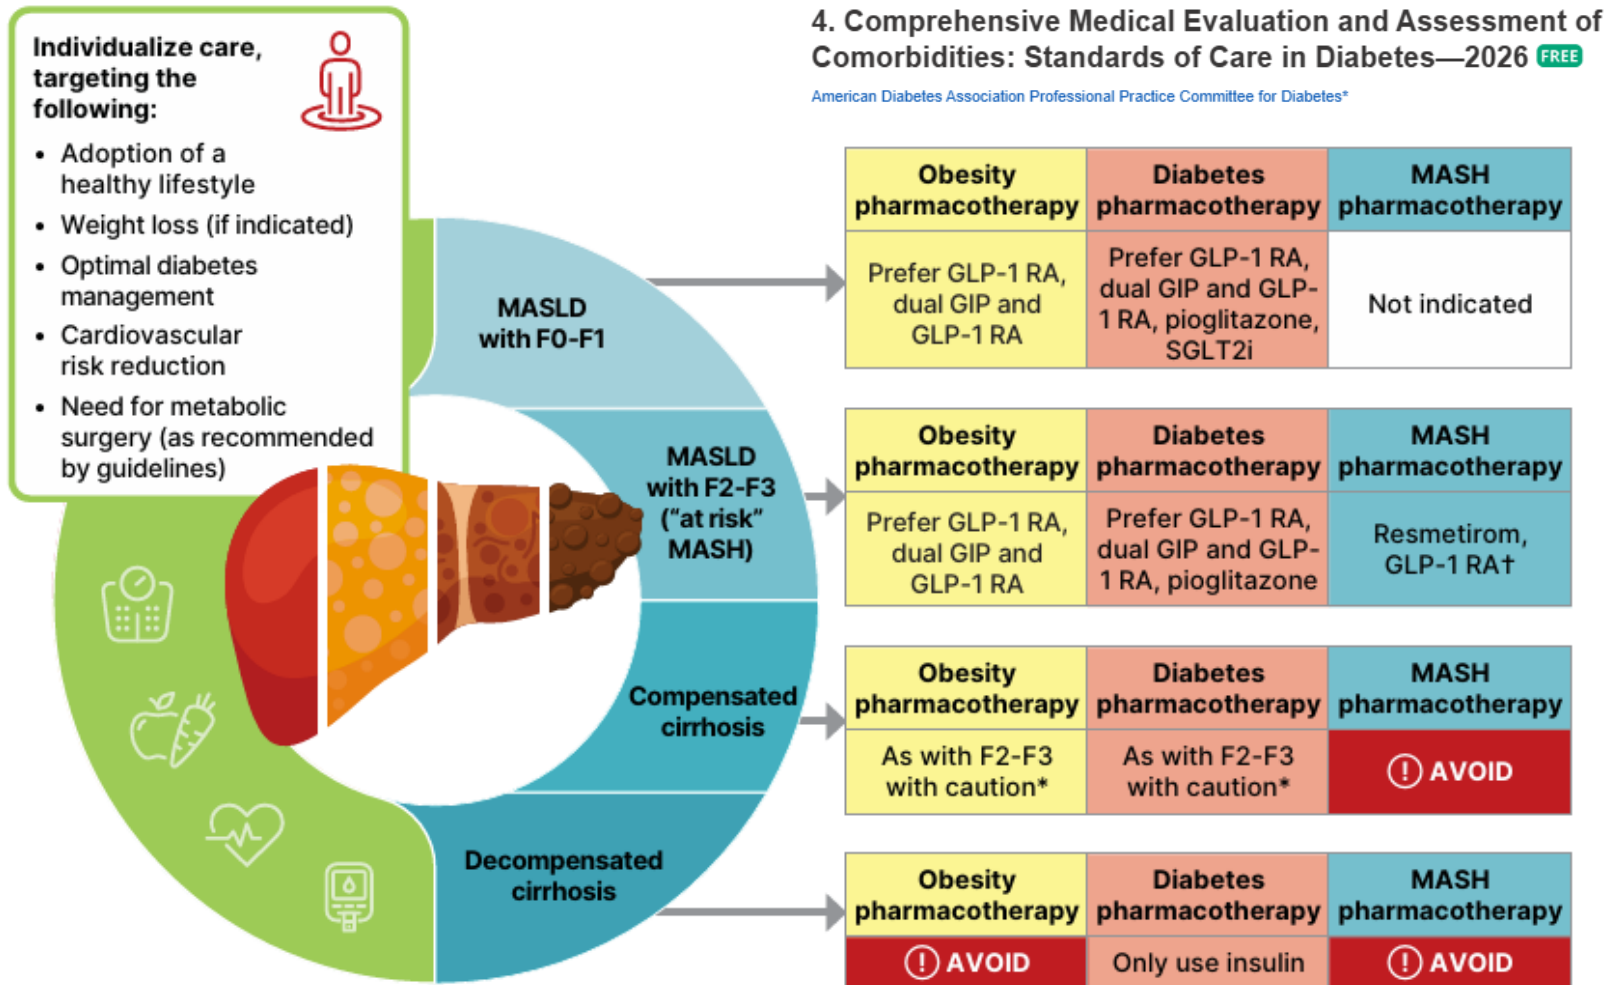 4. Comprehensive Medical Evaluation and Assessment of
Comorbidities: Standards of Care in Diabetes—2026 FREE
American Diabetes Association Professional Practice Committee for Diabetes*
Individualize care,
targeting the
following:
• Adoption of a
healthy lifestyle
• Weight loss (if indicated)
• Optimal diabetes
management
• Cardiovascular
risk reduction
• Need for metabolic
surgery (as recommended
by guidelines)
MASLD
with F0-F1
Obesity
pharmacotherapy
Diabetes
pharmacotherapy
MASH
pharmacotherapy
Prefer GLP-1 RA,
dual GIP and
GLP-1 RA
Prefer GLP-1 RA,
dual GIP and GLP-
1 RA, pioglitazone,
SGLT2i
Not indicated
MASLD
with F2-F3
(“at risk”
MASH)
Obesity
pharmacotherapy
Diabetes
pharmacotherapy
MASH
pharmacotherapy
Prefer GLP-1 RA,
dual GIP and
GLP-1 RA
Prefer GLP-1 RA,
dual GIP and GLP-
1 RA, pioglitazone
Resmetirom,
GLP-1 RA†
Compensated
cirrhosis
Obesity
pharmacotherapy
Diabetes
pharmacotherapy
MASH
pharmacotherapy
As with F2-F3
with caution*
As with F2-F3
with caution*
! AVOID
Decompensated
cirrhosis
Obesity
pharmacotherapy
Diabetes
pharmacotherapy
MASH
pharmacotherapy
! AVOID
Only use insulin
! AVOID